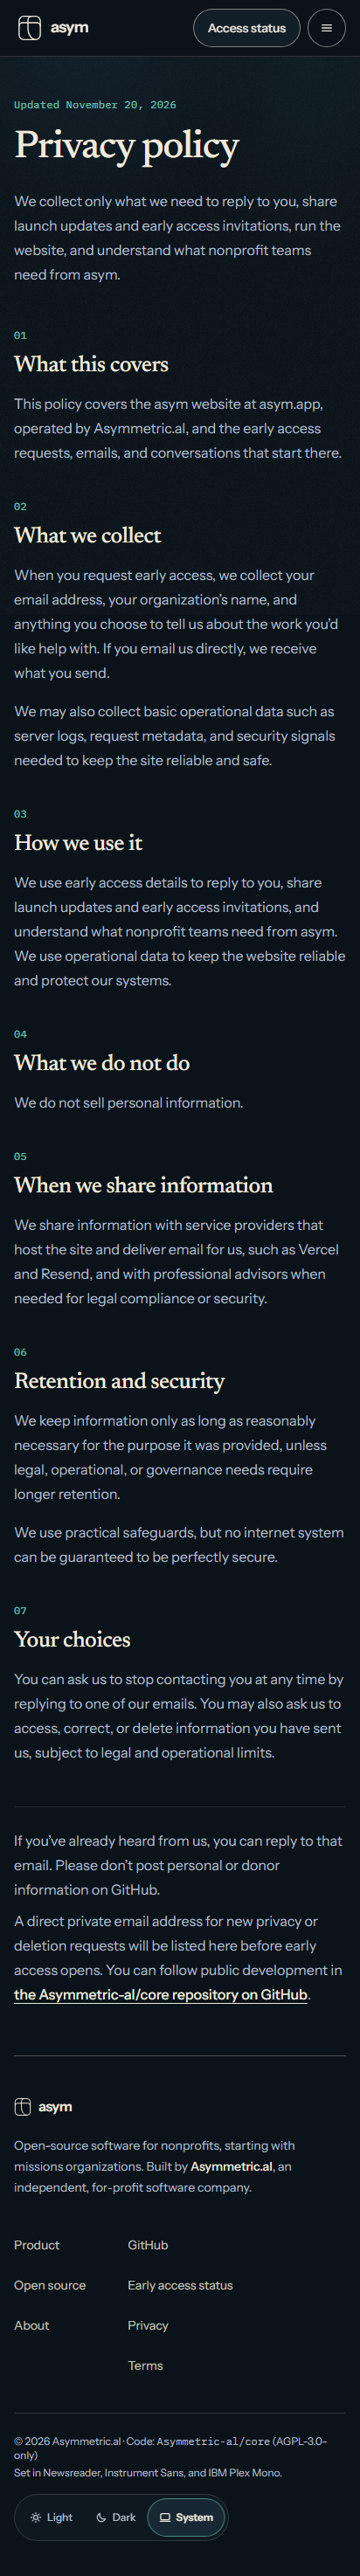 asym
Access status
Updated November 20, 2026
Privacy policy
We collect only what we need to reply to you, share
launch updates and early access invitations, run the
website, and understand what nonprofit teams
need from asym.
01
What this covers
This policy covers the asym website at asym.app,
operated by Asymmetric.al, and the early access
requests, emails, and conversations that start there.
02
What we collect
When you request early access, we collect your
email address, your organization's name, and
anything you choose to tell us about the work you'd
like help with. If you email us directly, we receive
what you send.
We may also collect basic operational data such as
server logs, request metadata, and security signals
needed to keep the site reliable and safe.
03
How we use it
We use early access details to reply to you, share
launch updates and early access invitations, and
understand what nonprofit teams need from asym.
We use operational data to keep the website reliable
and protect our systems.
04
What we do not do
We do not sell personal information.
05
When we share information
We share information with service providers that
host the site and deliver email for us, such as Vercel
and Resend, and with professional advisors when
needed for legal compliance or security.
06
Retention and security
We keep information only as long as reasonably
necessary for the purpose it was provided, unless
legal, operational, or governance needs require
longer retention.
We use practical safeguards, but no internet system
can be guaranteed to be perfectly secure.
07
Your choices
You can ask us to stop contacting you at any time by
replying to one of our emails. You may also ask us to
access, correct, or delete information you have sent
us, subject to legal and operational limits.
If you've already heard from us, you can reply to that
email. Please don't post personal or donor
information on GitHub.
A direct private email address for new privacy or
deletion requests will be listed here before early
access opens. You can follow public development in
the Asymmetric-al/core repository on GitHub.
asym
Open-source software for nonprofits, starting with
missions organizations. Built by Asymmetric.al, an
independent, for-profit software company.
Product
GitHub
Open source
Early access status
About
Privacy
Terms
© 2026 Asymmetric.al · Code: Asymmetric-al/core (AGPL-3.0-
only)
Set in Newsreader, Instrument Sans, and IBM Plex Mono.
Light
Dark
System